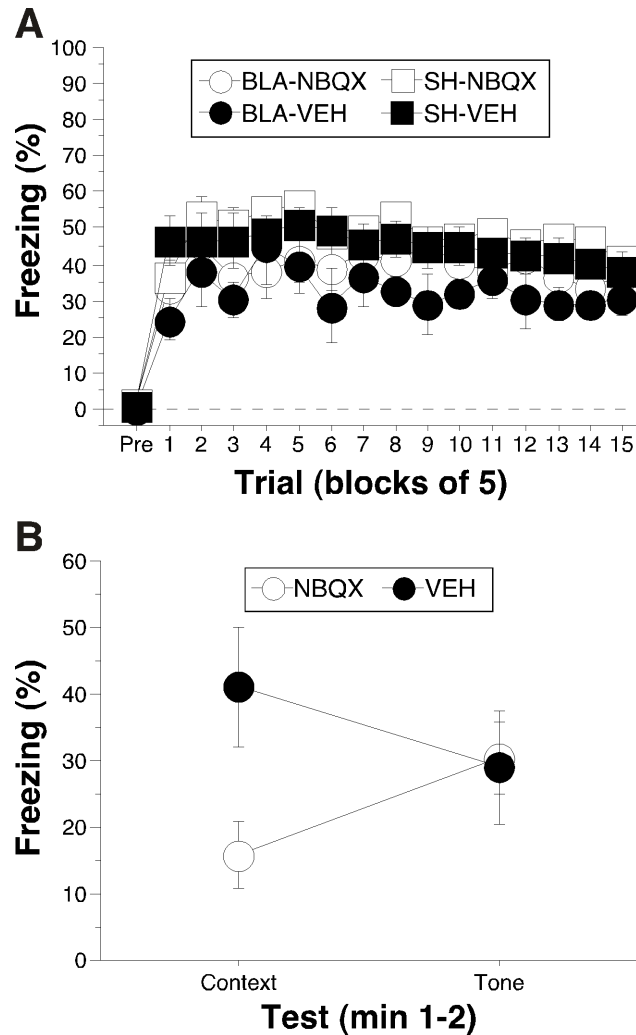 A
100
90
80
70
60
50
40
30
20
10
0
Freezing (%)
BLA-NBQX SH-NBQX
BLA-VEH SH-VEH
Pre 1 2 3 4 5 6 7 8 9 10 11 12 13 14 15
Trial (blocks of 5)
B
60
50
40
30
20
10
0
Freezing (%)
NBQX VEH
Context Tone
Test (min 1-2)